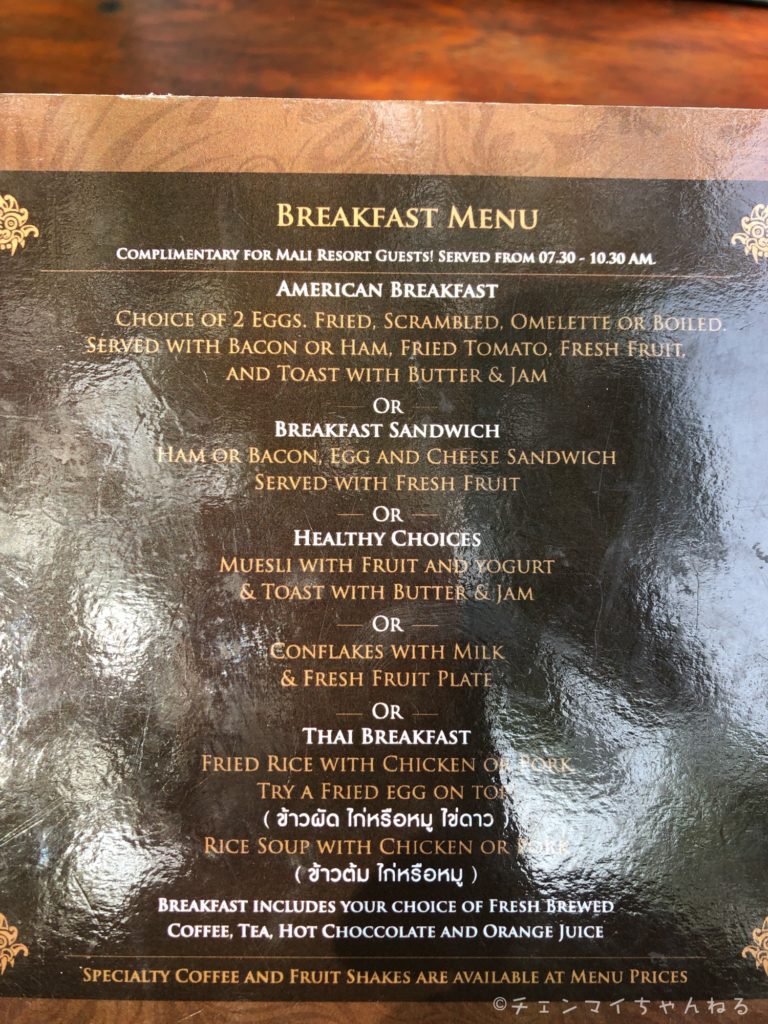 BREAKFAST MENU
COMPLIMENTARY FOR MALI RESORT GUESTS! SERVED FROM 07.30 - 10.30 AM.
AMERICAN BREAKFAST
CHOICE OF 2 EGGS. FRIED, SCRAMBLED, OMELETTE OR BOILED.
SERVED WITH BACON OR HAM, FRIED TOMATO, FRESH FRUIT,
AND TOAST WITH BUTTER & JAM
OR
BREAKFAST SANDWICH
HAM OR BACON, EGG AND CHEESE SANDWICH
SERVED WITH FRESH FRUIT
OR
HEALTHY CHOICES
MUESLI WITH FRUIT AND YOGURT
& TOAST WITH BUTTER & JAM
OR
CONFLAKES WITH MILK
& FRESH FRUIT PLATE
OR
THAI BREAKFAST
FRIED RICE WITH CHICKEN OR PORK
TRY A FRIED EGG ON TOP
( ข้าวผัด ไก่หรือหมู ไข่ดาว )
RICE SOUP WITH CHICKEN OR PORK
( ข้าวต้ม ไก่หรือหมู )
BREAKFAST INCLUDES YOUR CHOICE OF FRESH BREWED
COFFEE, TEA, HOT CHOCCOLATE AND ORANGE JUICE
SPECIALTY COFFEE AND FRUIT SHAKES ARE AVAILABLE AT MENU PRICES
©チェンマイちゃんねる